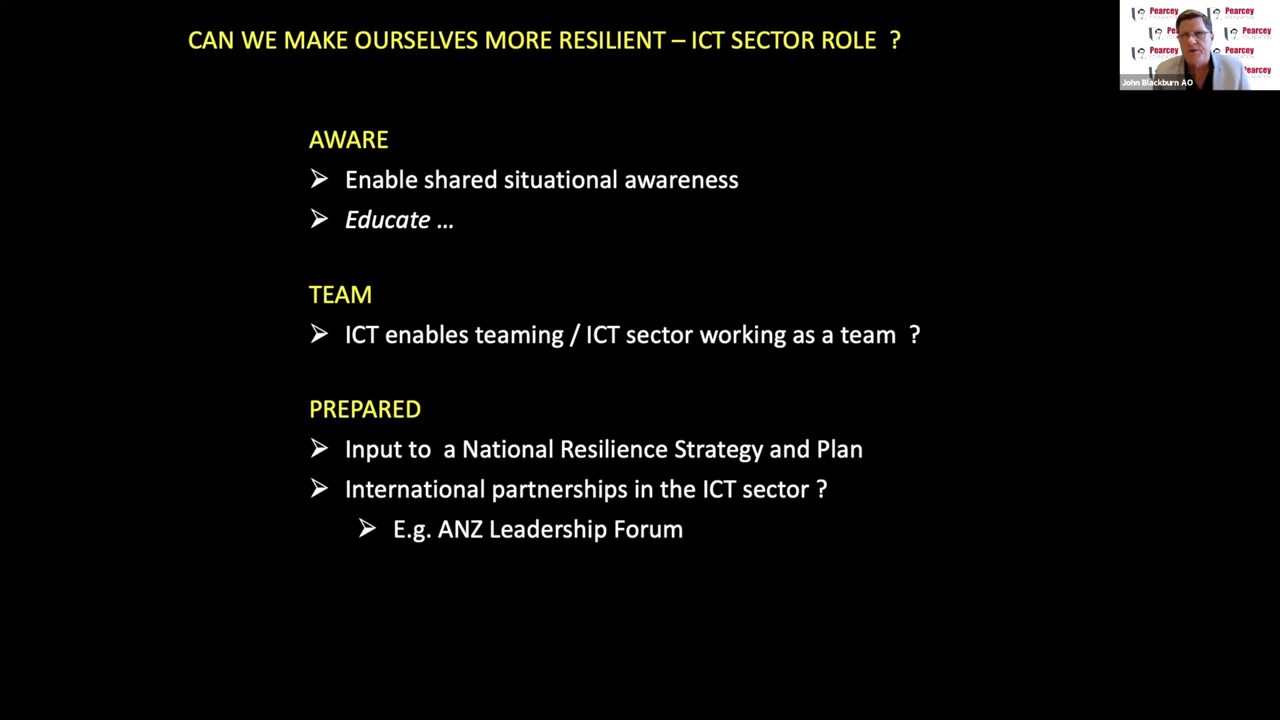 CAN WE MAKE OURSELVES MORE RESILIENT – ICT SECTOR ROLE ?
AWARE
➢ Enable shared situational awareness
➢ Educate ...
TEAM
➢ ICT enables teaming / ICT sector working as a team ?
PREPARED
➢ Input to a National Resilience Strategy and Plan
➢ International partnerships in the ICT sector ?
➢ E.g. ANZ Leadership Forum
Pearcey
FOUNDATION
Pearcey
Pearcey
Pearcey
Pearcey
Pearcey
John Blackburn AO